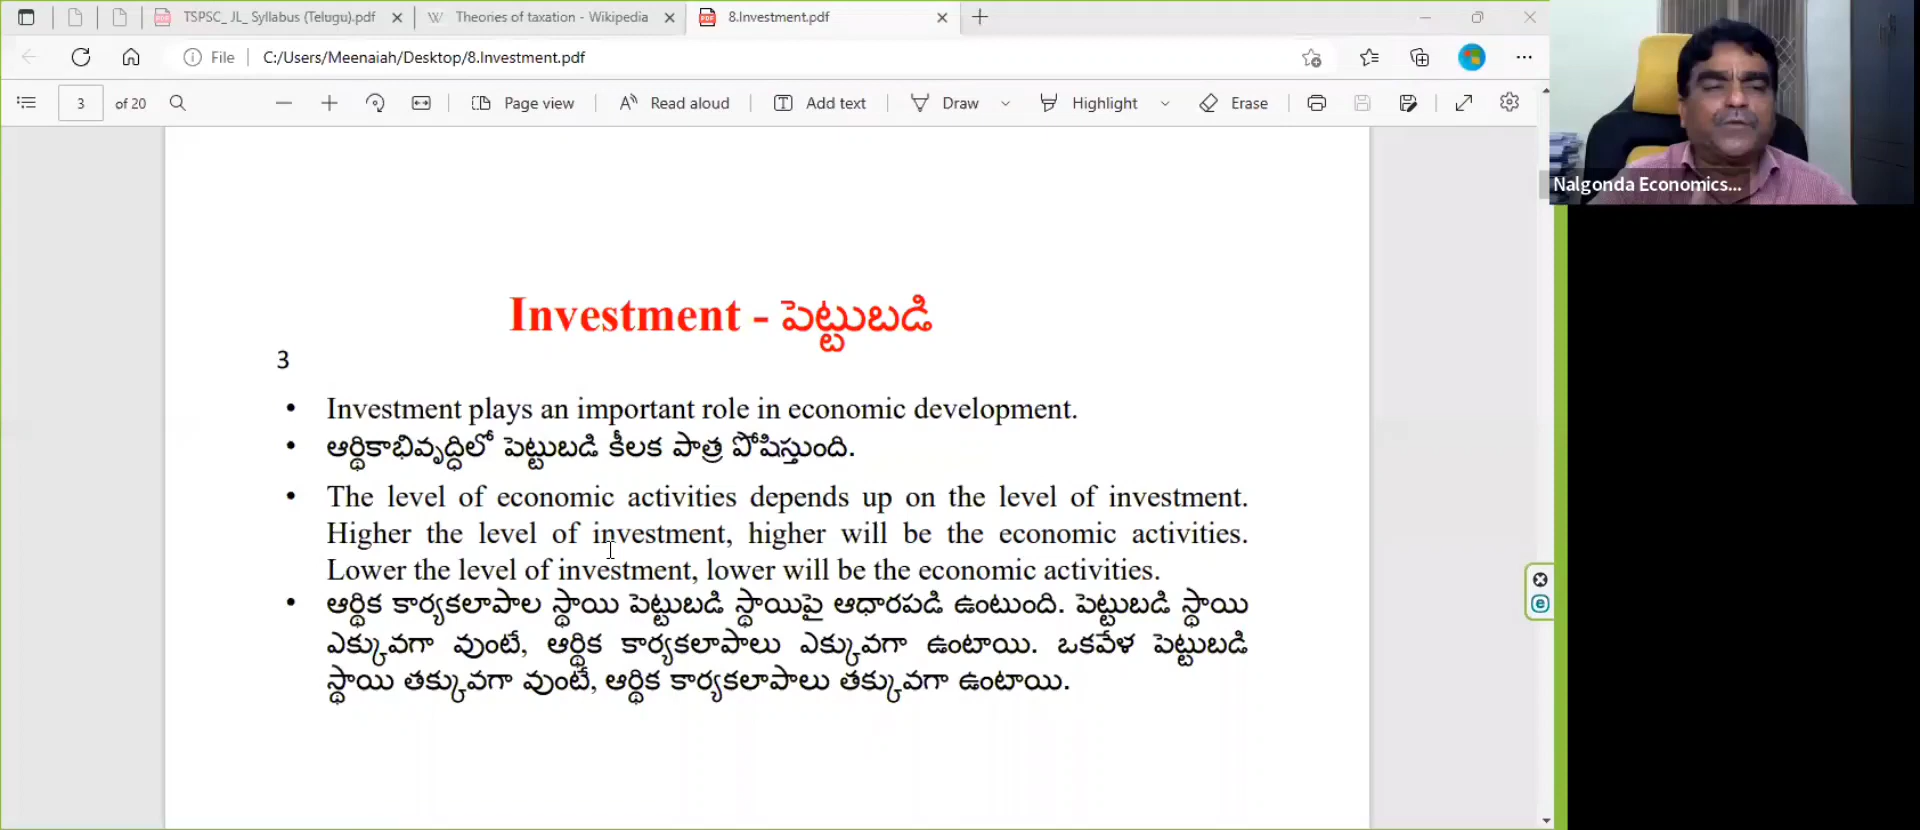 TSPSC_ JL_ Syllabus (Telugu).pdf
Theories of taxation - Wikipedia
8.Investment.pdf
File
C:/Users/Meenaiah/Desktop/8.Investment.pdf
3 of 20
Page view
Read aloud
Add text
Draw
Highlight
Erase
Nalgonda Economics...
Investment - పెట్టుబడి
3
• Investment plays an important role in economic development.
• ఆర్థికాభివృద్ధిలో పెట్టుబడి కీలక పాత్ర పోషిస్తుంది.
• The level of economic activities depends up on the level of investment.
Higher the level of investment, higher will be the economic activities.
Lower the level of investment, lower will be the economic activities.
• ఆర్థిక కార్యకలాపాల స్థాయి పెట్టుబడి స్థాయిపై ఆధారపడి ఉంటుంది. పెట్టుబడి స్థాయి
ఎక్కువగా వుంటే, ఆర్థిక కార్యకలాపాలు ఎక్కువగా ఉంటాయి. ఒకవేళ పెట్టుబడి
స్థాయి తక్కువగా వుంటే, ఆర్థిక కార్యకలాపాలు తక్కువగా ఉంటాయి.